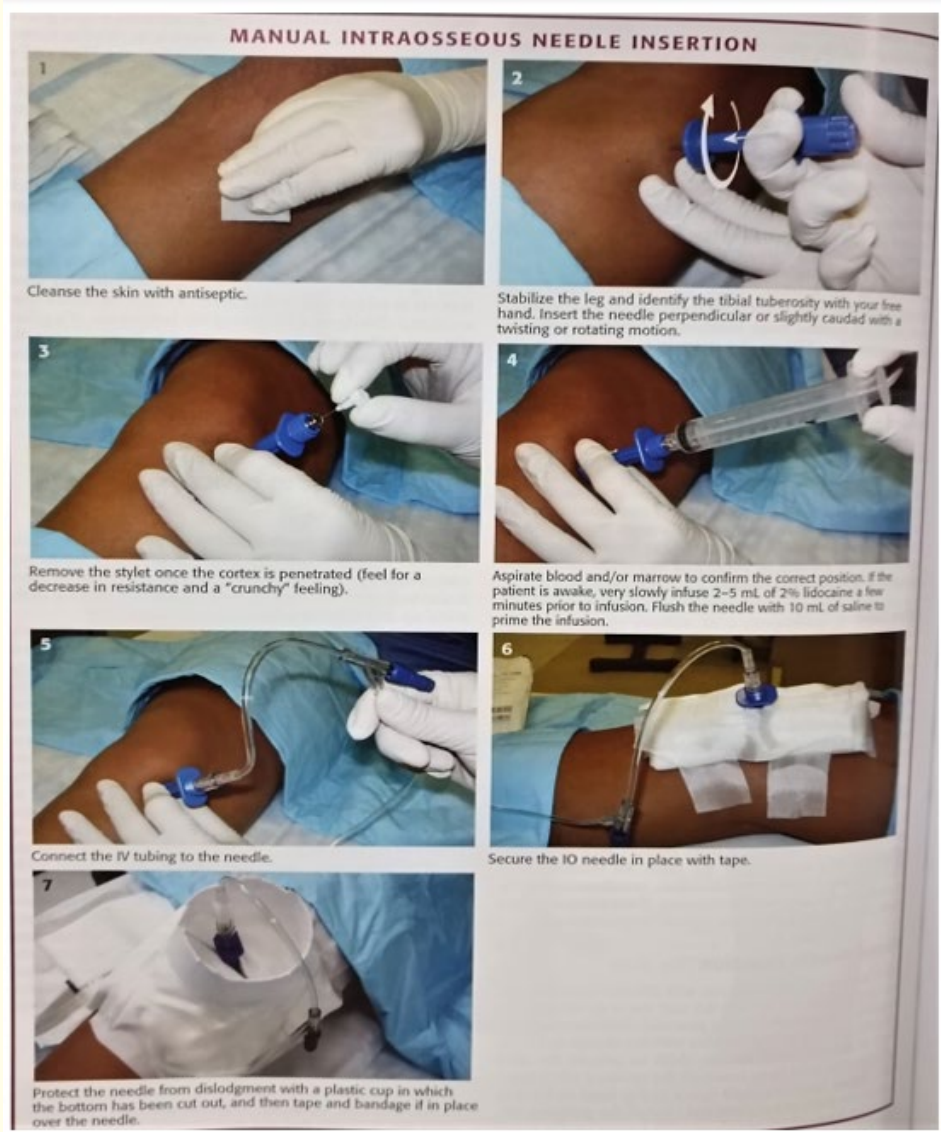 MANUAL INTRAOSSEOUS NEEDLE INSERTION
1
2
Cleanse the skin with antiseptic.
Stabilize the leg and identify the tibial tuberosity with your free
hand. Insert the needle perpendicular or slightly caudad with a
twisting or rotating motion.
3
4
Remove the stylet once the cortex is penetrated (feel for a
decrease in resistance and a "crunchy" feeling).
Aspirate blood and/or marrow to confirm the correct position. If the
patient is awake, very slowly infuse 2–5 mL of 2% lidocaine a few
minutes prior to infusion. Flush the needle with 10 mL of saline to
prime the infusion.
5
6
Connect the IV tubing to the needle.
Secure the IO needle in place with tape.
7
Protect the needle from dislodgment with a plastic cup in which
the bottom has been cut out, and then tape and bandage if in place
over the needle.